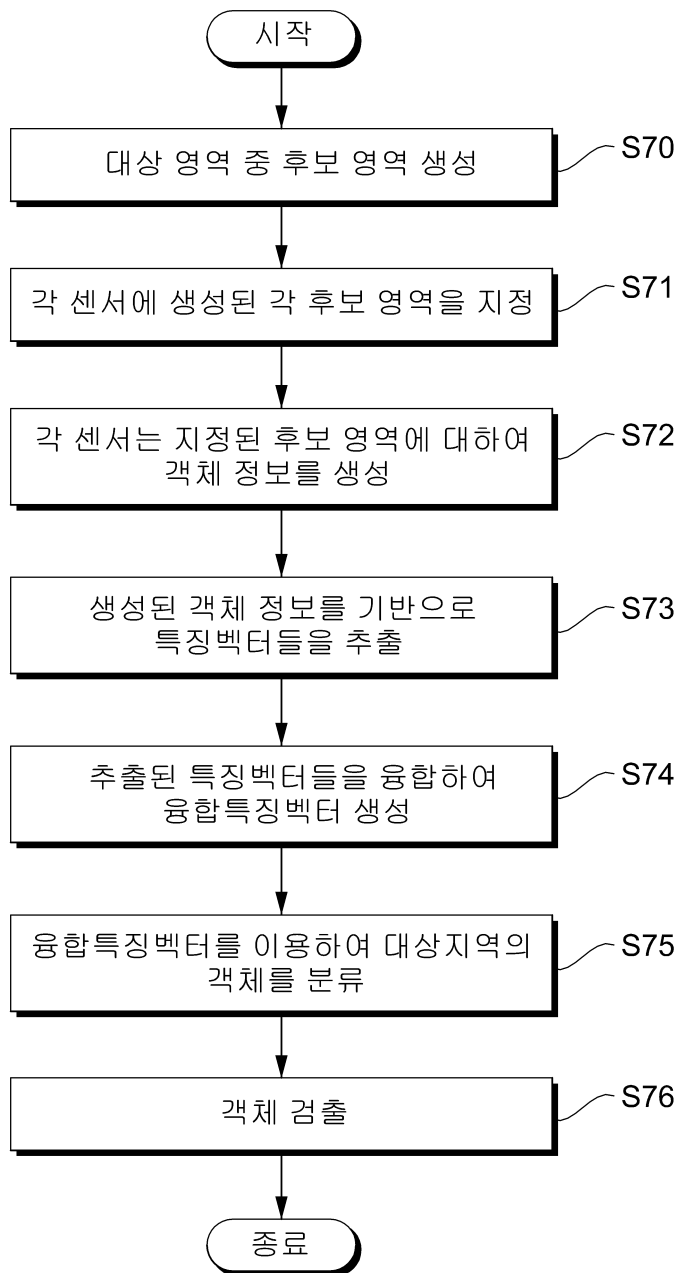 시작
대상 영역 중 후보 영역 생성
S70
각 센서에 생성된 각 후보 영역을 지정
S71
각 센서는 지정된 후보 영역에 대하여
객체 정보를 생성
S72
생성된 객체 정보를 기반으로
특징벡터들을 추출
S73
추출된 특징벡터들을 융합하여
융합특징벡터 생성
S74
융합특징벡터를 이용하여 대상지역의
객체를 분류
S75
객체 검출
S76
종료